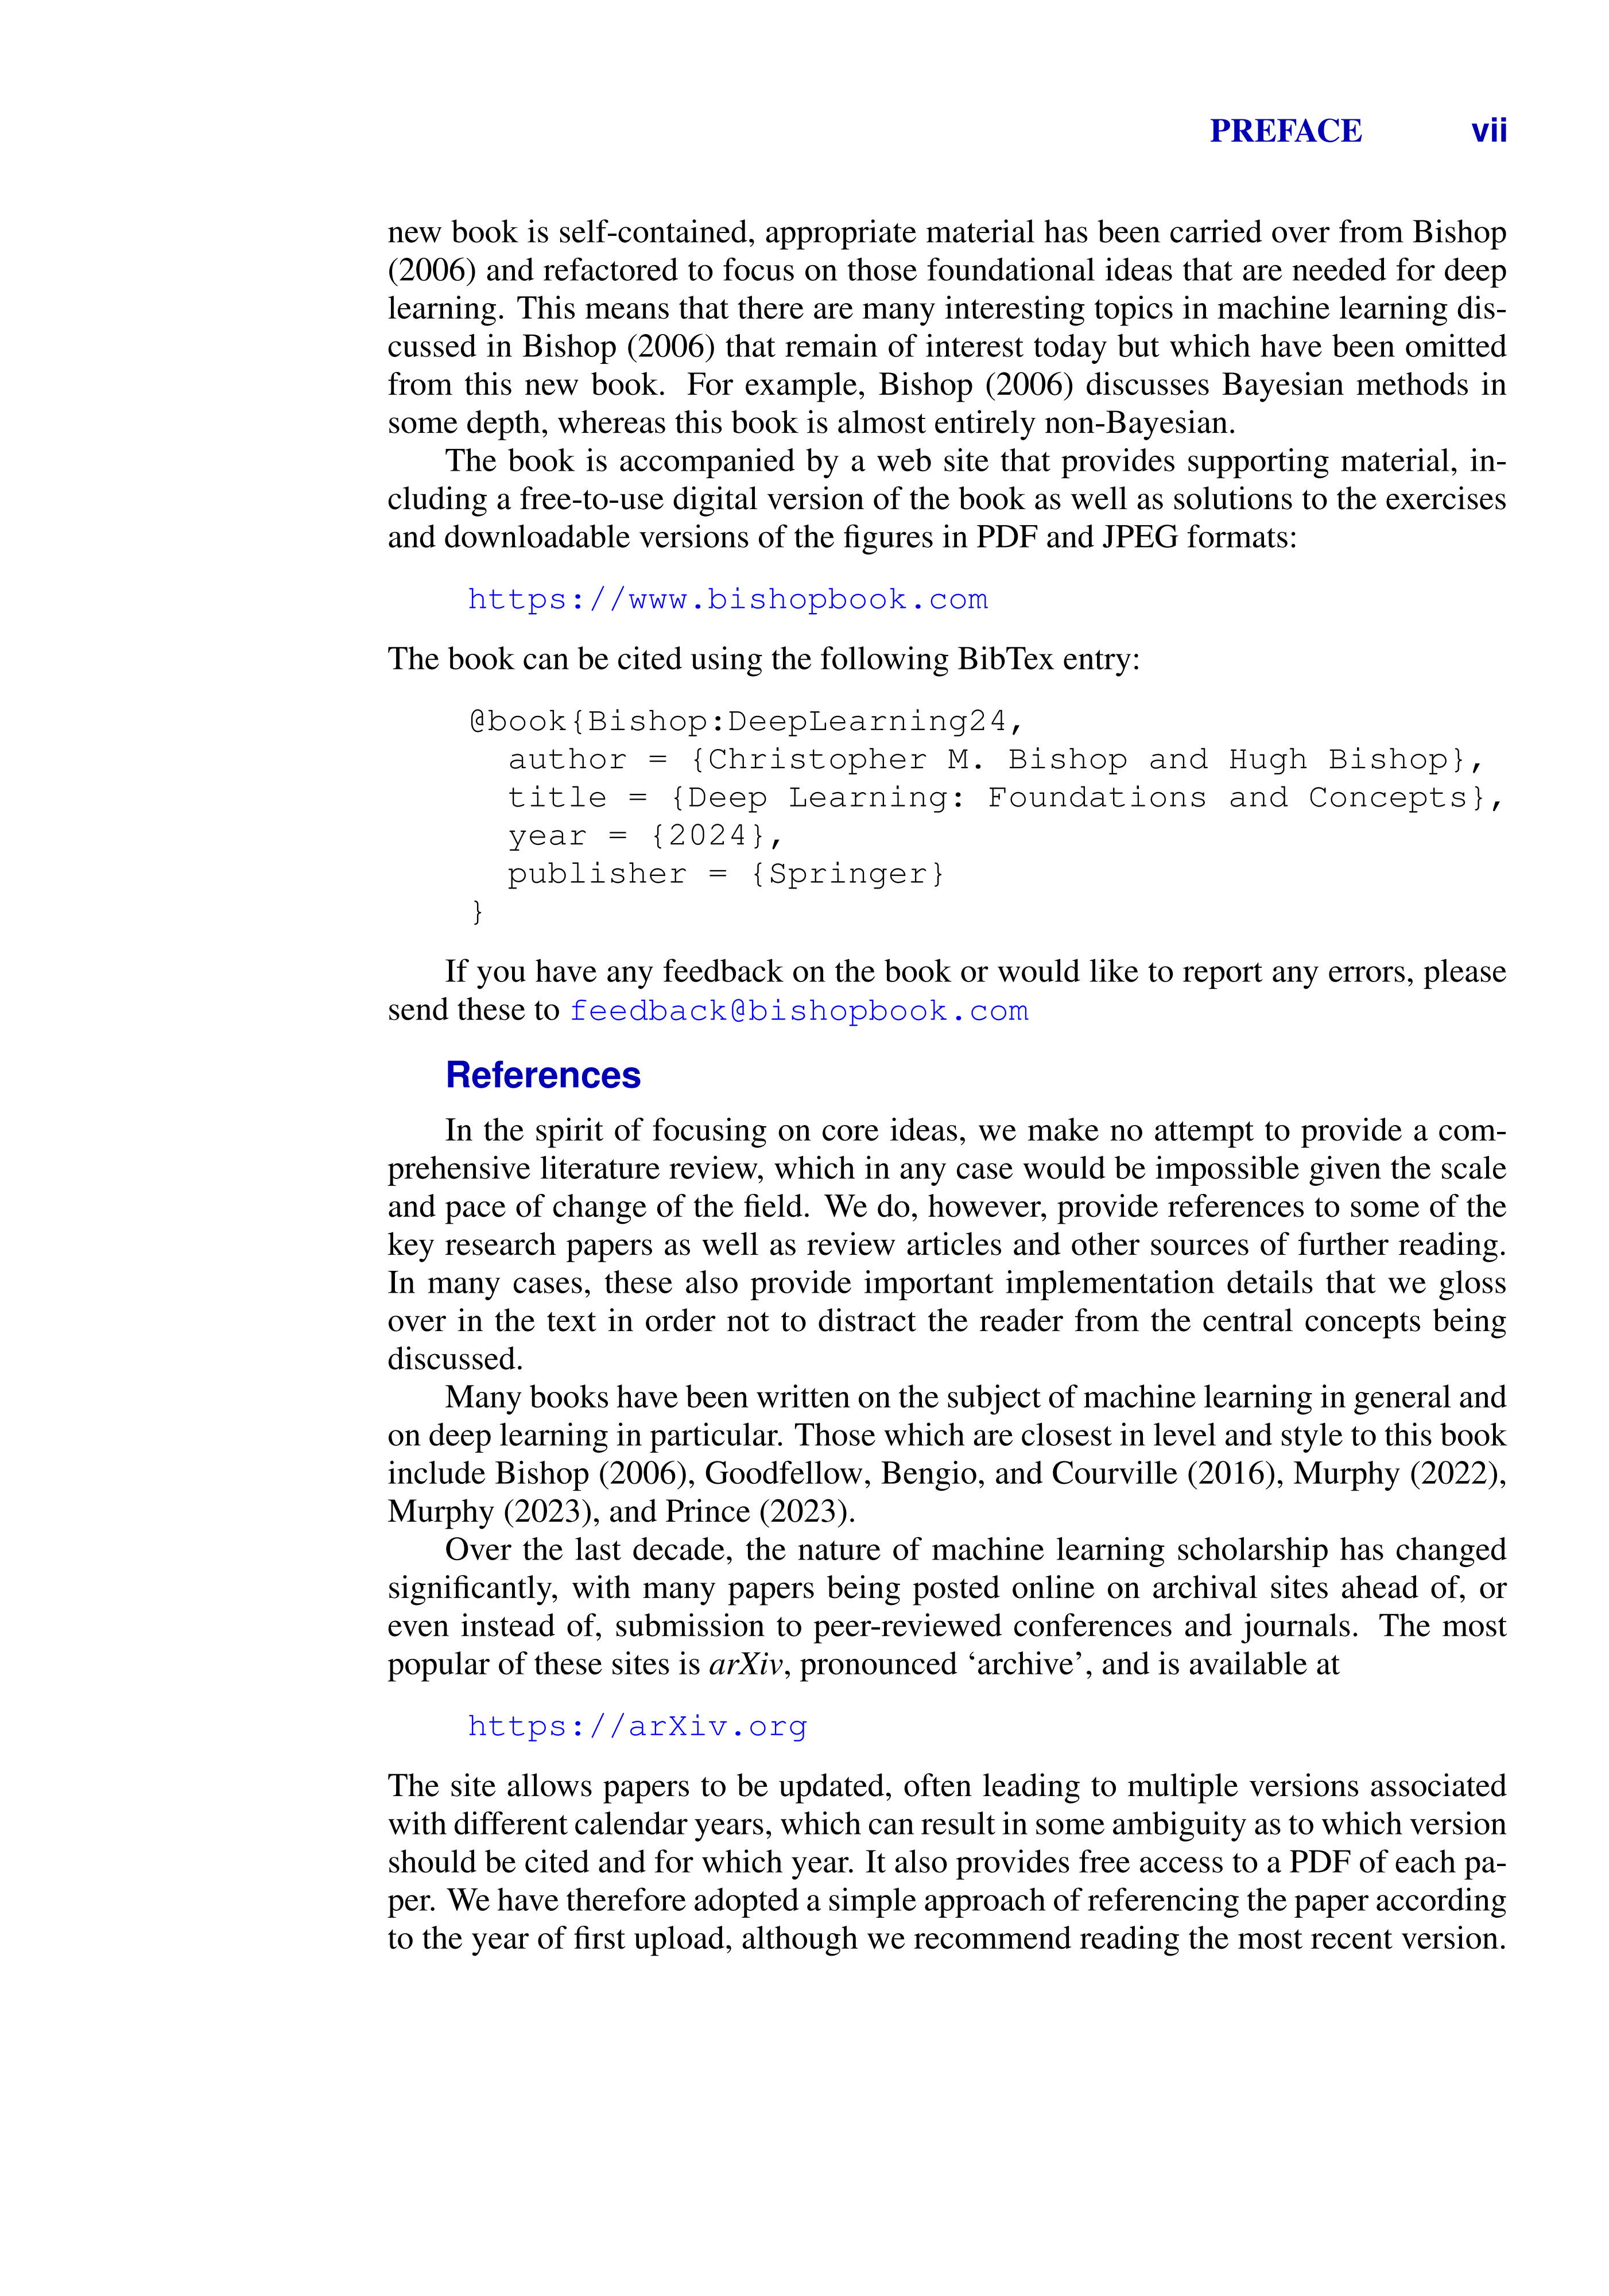 PREFACE vii
new book is self-contained, appropriate material has been carried over from Bishop
(2006) and refactored to focus on those foundational ideas that are needed for deep
learning. This means that there are many interesting topics in machine learning dis-
cussed in Bishop (2006) that remain of interest today but which have been omitted
from this new book. For example, Bishop (2006) discusses Bayesian methods in
some depth, whereas this book is almost entirely non-Bayesian.
The book is accompanied by a web site that provides supporting material, in-
cluding a free-to-use digital version of the book as well as solutions to the exercises
and downloadable versions of the figures in PDF and JPEG formats:
https://www.bishopbook.com
The book can be cited using the following BibTex entry:
@book{Bishop:DeepLearning24,
author = {Christopher M. Bishop and Hugh Bishop},
title = {Deep Learning: Foundations and Concepts},
year = {2024},
publisher = {Springer}
}
If you have any feedback on the book or would like to report any errors, please
send these to feedback@bishopbook.com
References
In the spirit of focusing on core ideas, we make no attempt to provide a com-
prehensive literature review, which in any case would be impossible given the scale
and pace of change of the field. We do, however, provide references to some of the
key research papers as well as review articles and other sources of further reading.
In many cases, these also provide important implementation details that we gloss
over in the text in order not to distract the reader from the central concepts being
discussed.
Many books have been written on the subject of machine learning in general and
on deep learning in particular. Those which are closest in level and style to this book
include Bishop (2006), Goodfellow, Bengio, and Courville (2016), Murphy (2022),
Murphy (2023), and Prince (2023).
Over the last decade, the nature of machine learning scholarship has changed
significantly, with many papers being posted online on archival sites ahead of, or
even instead of, submission to peer-reviewed conferences and journals. The most
popular of these sites is arXiv, pronounced ‘archive’, and is available at
https://arXiv.org
The site allows papers to be updated, often leading to multiple versions associated
with different calendar years, which can result in some ambiguity as to which version
should be cited and for which year. It also provides free access to a PDF of each pa-
per. We have therefore adopted a simple approach of referencing the paper according
to the year of first upload, although we recommend reading the most recent version.